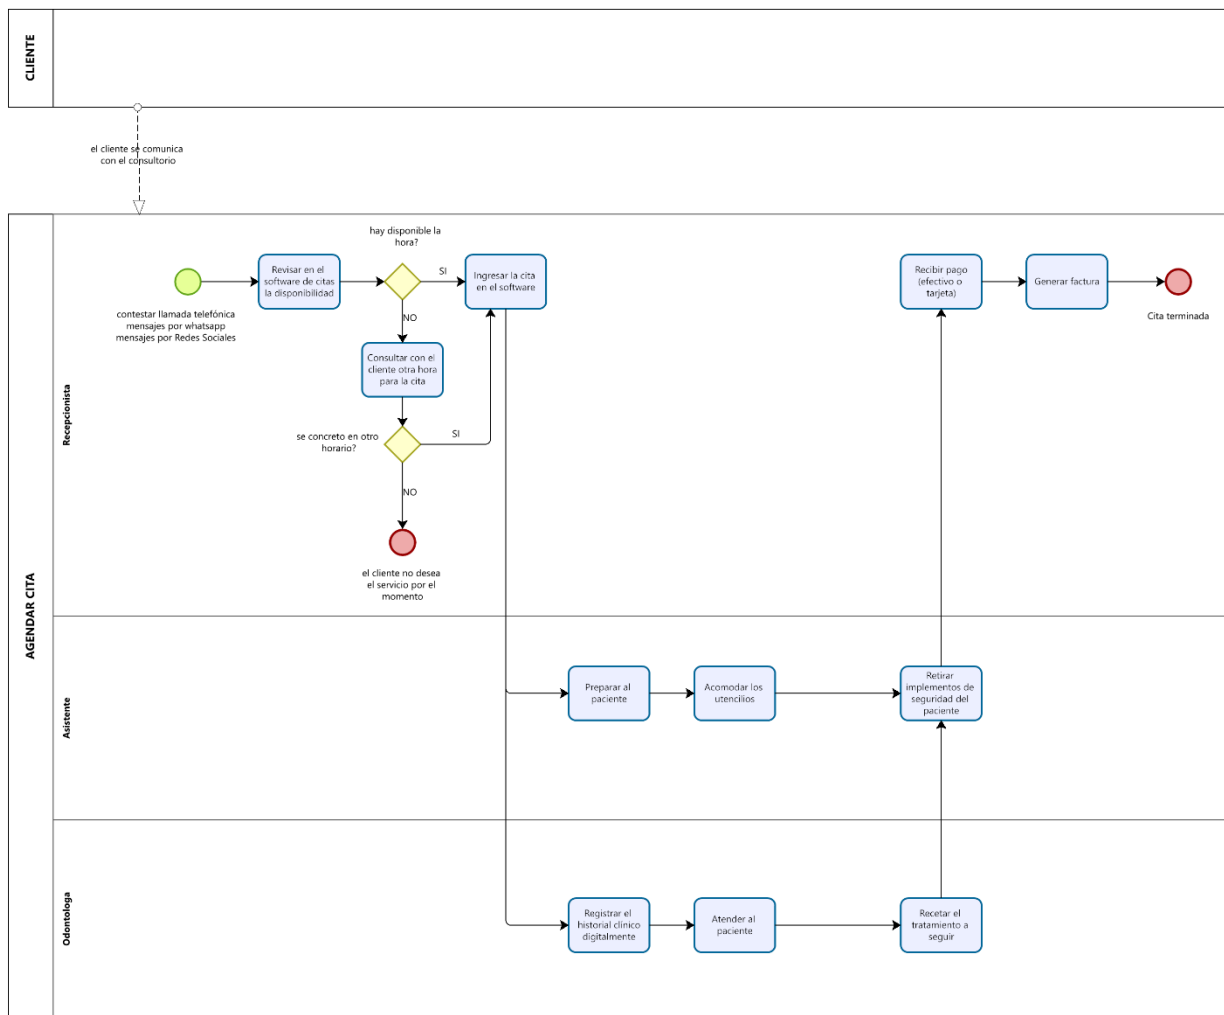 CLIENTE
el cliente se comunica
con el consultorio
AGENDAR CITA
Recepcionista
contestar llamada telefónica
mensajes por whatsapp
mensajes por Redes Sociales
Revisar en el
software de citas
la disponibilidad
hay disponible la
hora?
SI
NO
Ingresar la cita
en el software
Consultar con el
cliente otra hora
para la cita
se concreto en otro
horario?
SI
NO
el cliente no desea
el servicio por el
momento
Recibir pago
(efectivo o
tarjeta)
Generar factura
Cita terminada
Asistente
Preparar al
paciente
Acomodar los
utencilios
Retirar
implementos de
seguridad del
paciente
Odontologa
Registrar el
historial clínico
digitalmente
Atender al
paciente
Recetar el
tratamiento a
seguir